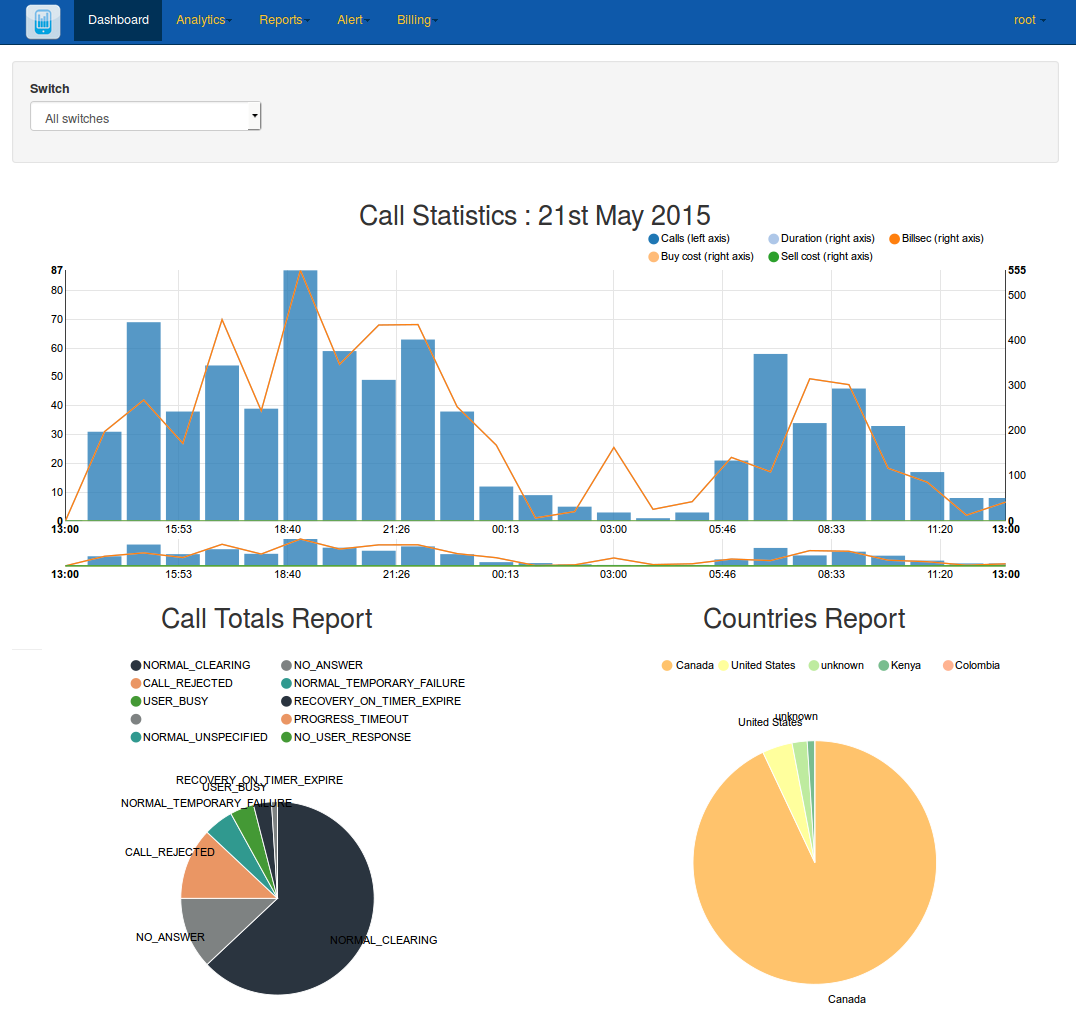 Dashboard Analytics Reports Alert Billing root
Switch
All switches
Call Statistics : 21st May 2015
Calls (left axis) Duration (right axis) Billsec (right axis)
Buy cost (right axis) Sell cost (right axis)
87 555
80 500
70
60 400
50
40 300
30 200
20
10 100
0 0
13:00 15:53 18:40 21:26 00:13 03:00 05:46 08:33 11:20 13:00
13:00 15:53 18:40 21:26 00:13 03:00 05:46 08:33 11:20 13:00
Call Totals Report
NORMAL_CLEARING NO_ANSWER
CALL_REJECTED NORMAL_TEMPORARY_FAILURE
USER_BUSY RECOVERY_ON_TIMER_EXPIRE
PROGRESS_TIMEOUT
NORMAL_UNSPECIFIED NO_USER_RESPONSE
RECOVERY_ON_TIMER_EXPIRE
USER_BUSY
NORMAL_TEMPORARY_FAILURE
CALL_REJECTED
NO_ANSWER
NORMAL_CLEARING
Countries Report
Canada United States unknown Kenya Colombia
unknown
United States
Canada